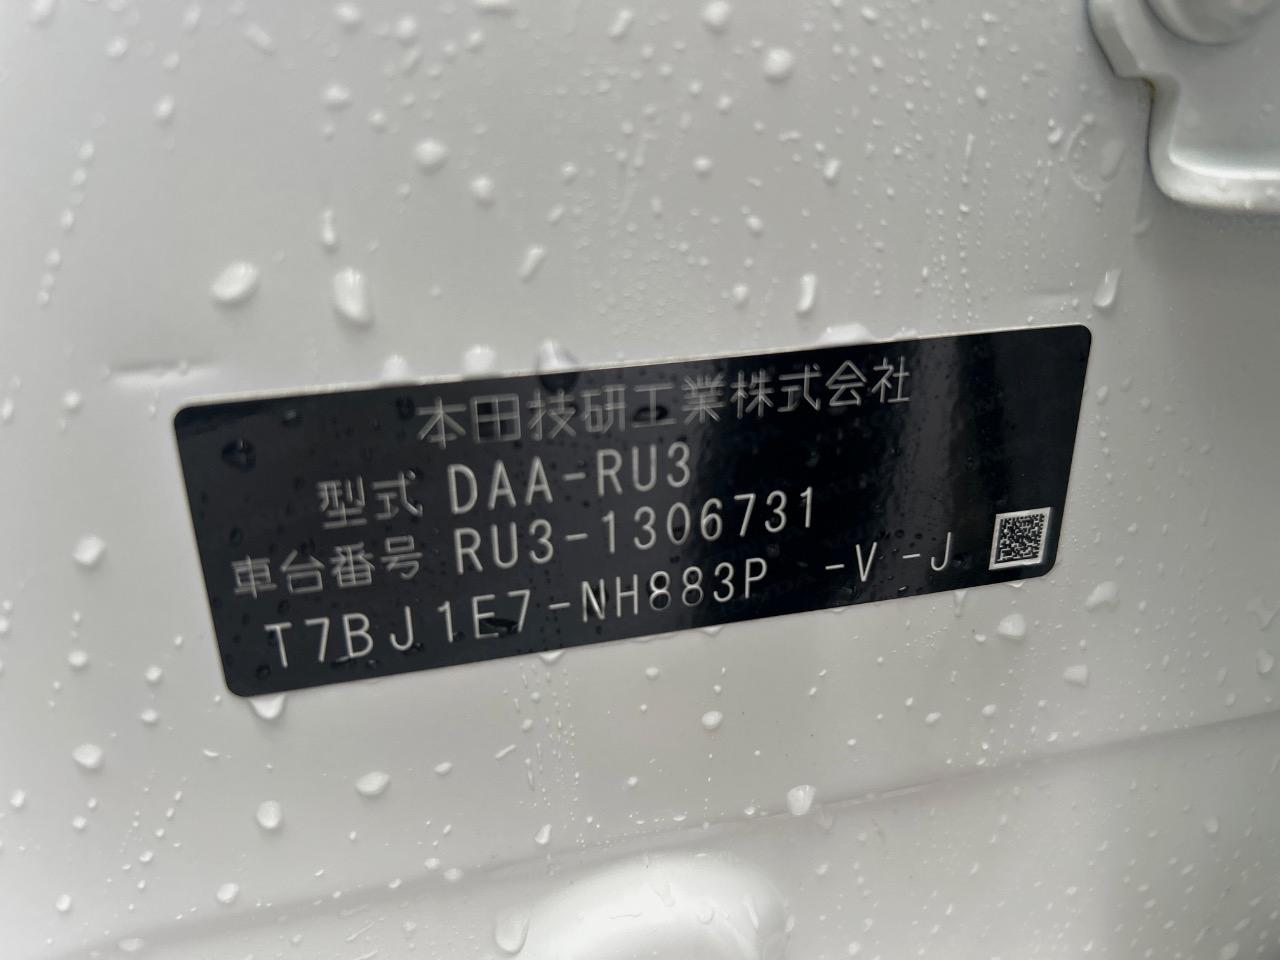 本田技研工業株式会社
型式 DAA-RU3
車台番号 RU3-1306731
T7BJ1E7-NH883P -V -J